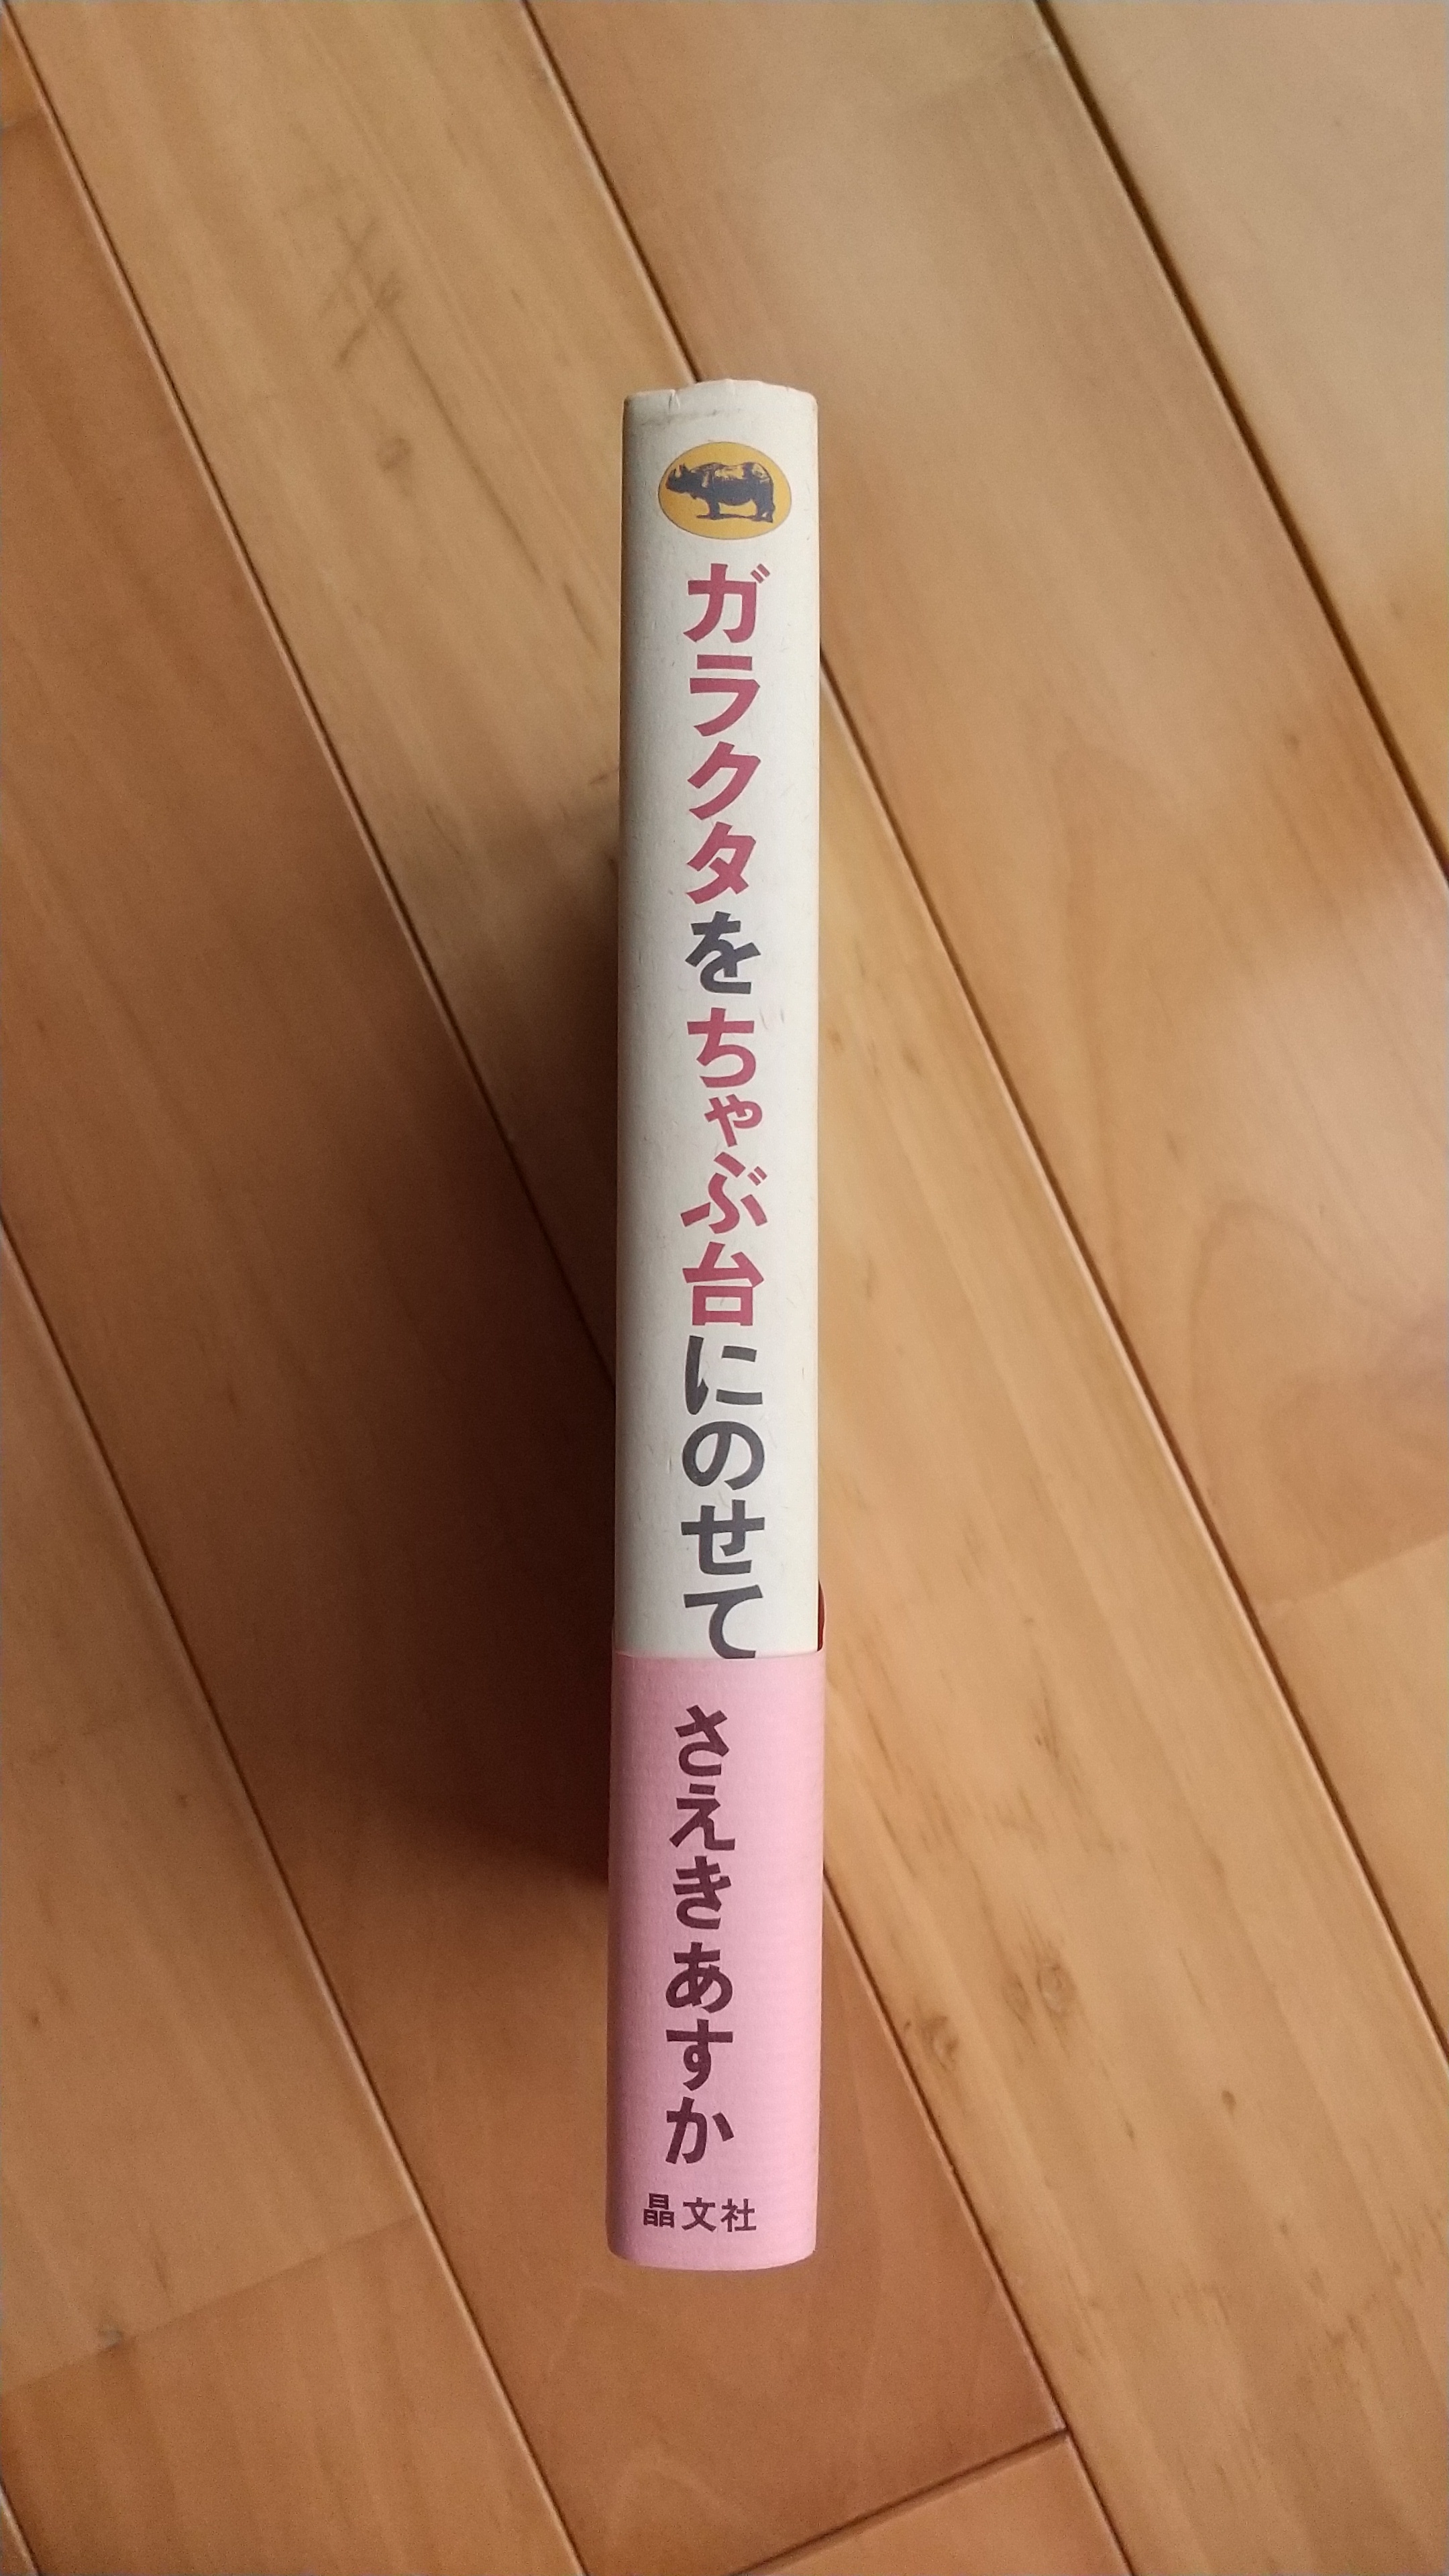 ガラクタをちゃぶ台にのせて
さえきあすか
晶文社